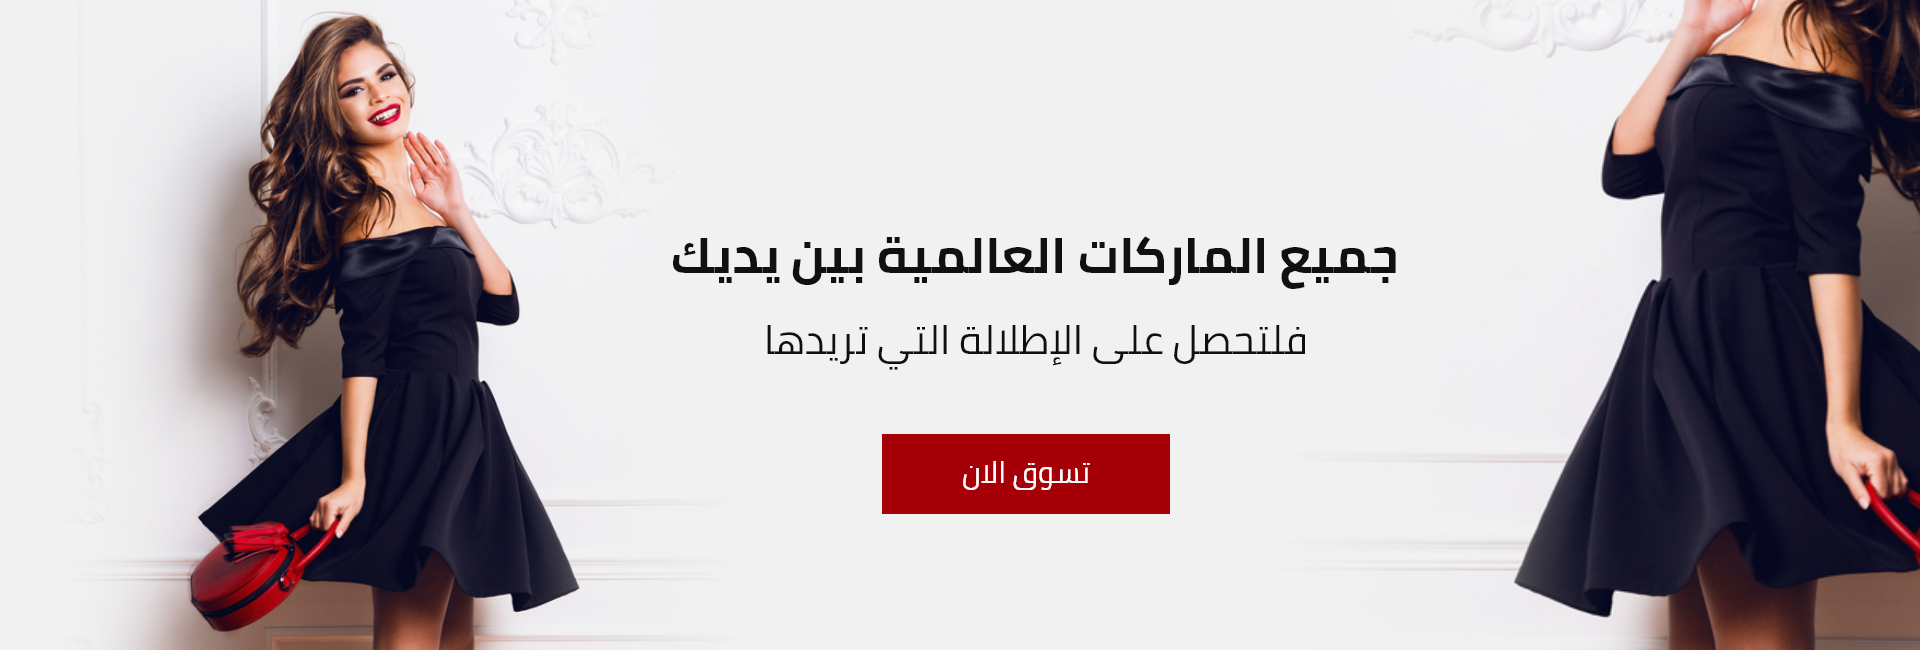 جميع الماركات العالمية بين يديك
فلتحصل على الإطلالة التي تريدها
تسوق الان